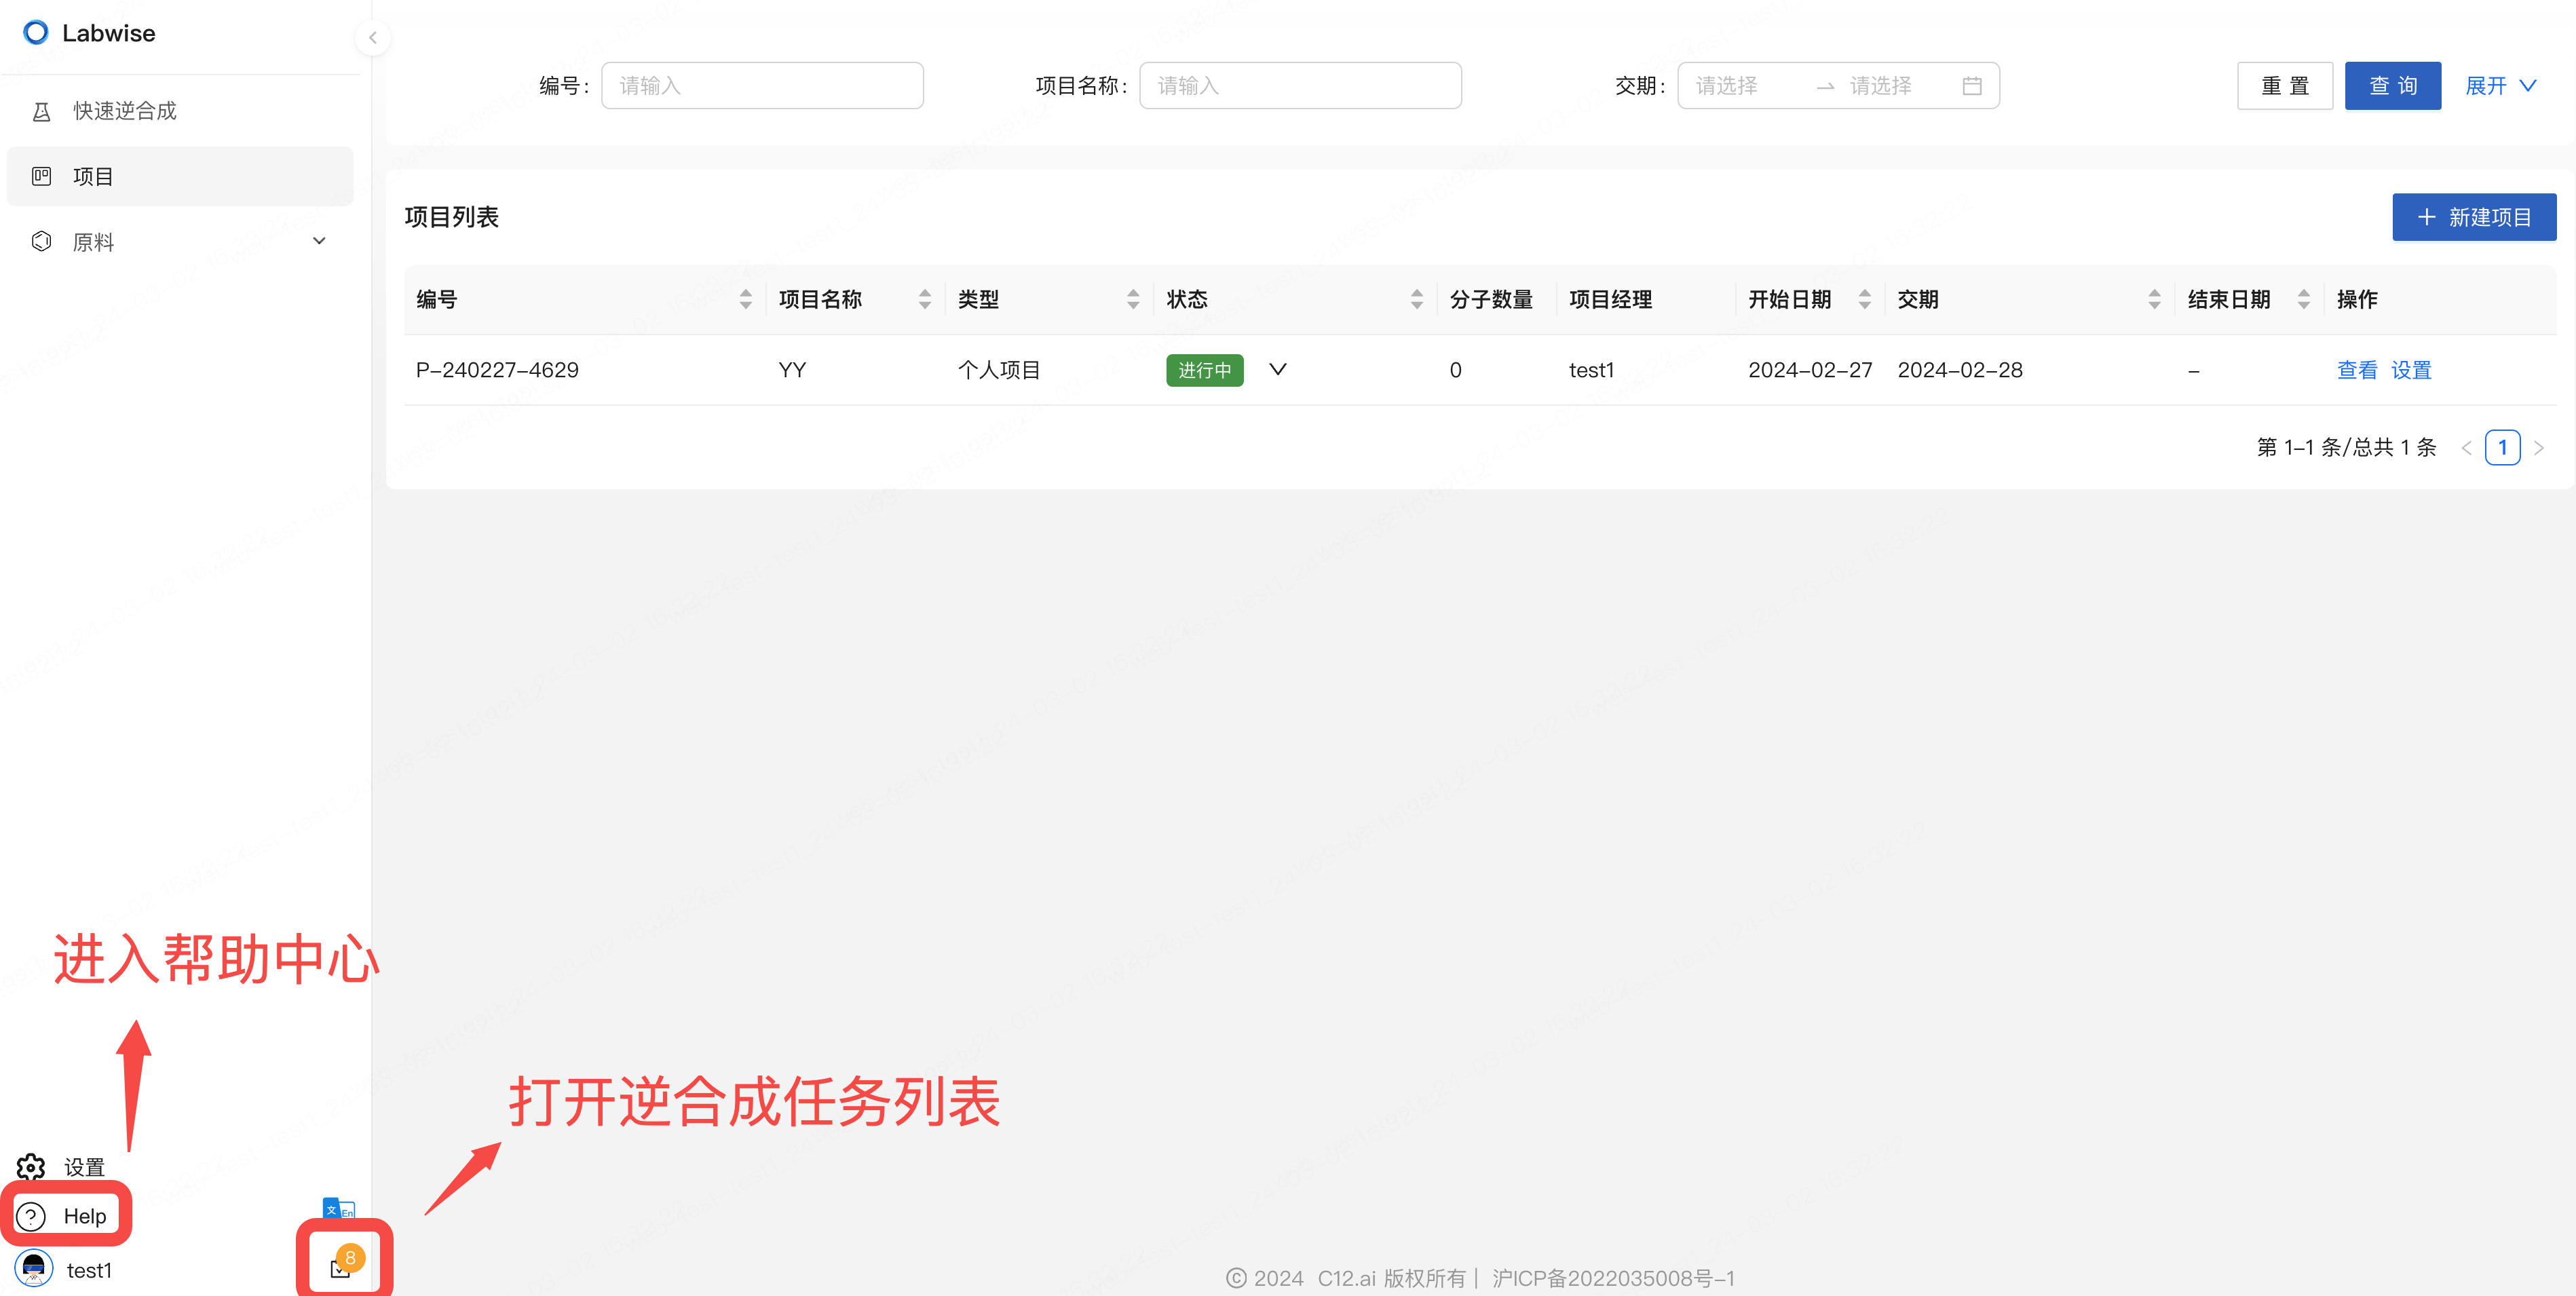 Labwise
快速逆合成
项目
原料
编号: 请输入 项目名称: 请输入 交期: 请选择 请选择 重置 查询 展开
项目列表
新建项目
编号 项目名称 类型 状态 分子数量 项目经理 开始日期 交期 结束日期 操作
P-240227-4629 YY 个人项目 进行中 0 test1 2024-02-27 2024-02-28 - 查看 设置
第 1-1 条/总共 1 条 1
进入帮助中心
打开逆合成任务列表
设置
Help
文 En
8
test1
© 2024 C12.ai 版权所有 | 沪ICP备2022035008号-1